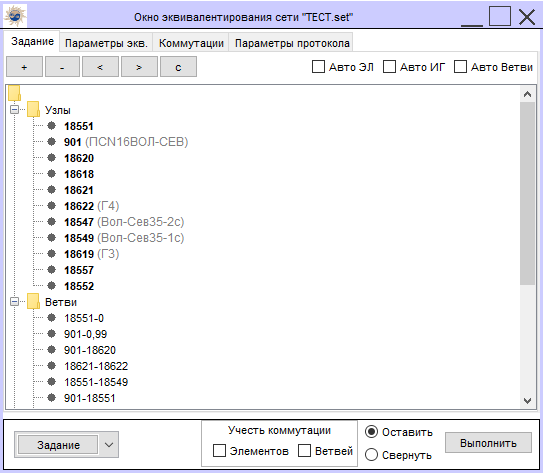 Окно эквивалентирования сети "ТЕСТ.set"
Задание Параметры экв. Коммутации Параметры протокола
+ - < > с Авто ЭЛ Авто ИГ Авто Ветви
Узлы
18551
901 (ПСN16ВОЛ-СЕВ)
18620
18618
18621
18622 (Г4)
18547 (Вол-Сев35-2с)
18549 (Вол-Сев35-1с)
18619 (Г3)
18557
18552
Ветви
18551-0
901-0,99
901-18620
18621-18622
18551-18549
901-18551
Учесть коммутации
Оставить
Задание Элементов Ветвей Выполнить
Свернуть